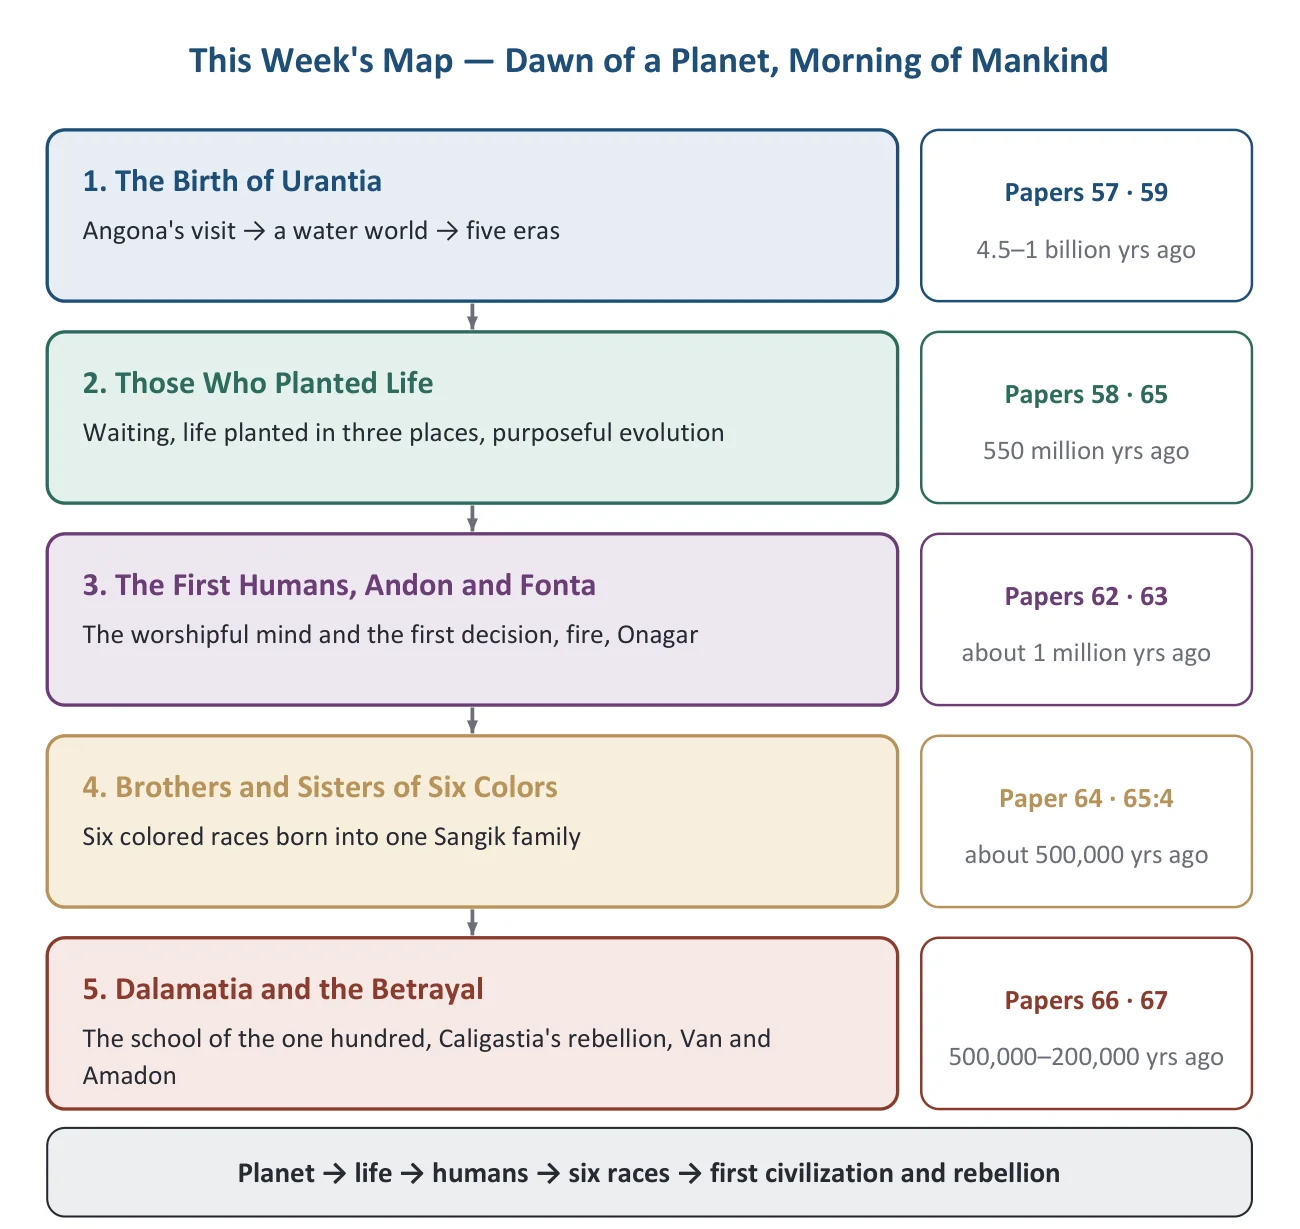 This Week's Map — Dawn of a Planet, Morning of Mankind
1. The Birth of Urantia
Angona's visit → a water world → five eras
Papers 57 · 59
4.5–1 billion yrs ago
2. Those Who Planted Life
Waiting, life planted in three places, purposeful evolution
Papers 58 · 65
550 million yrs ago
3. The First Humans, Andon and Fonta
The worshipful mind and the first decision, fire, Onagar
Papers 62 · 63
about 1 million yrs ago
4. Brothers and Sisters of Six Colors
Six colored races born into one Sangik family
Paper 64 · 65:4
about 500,000 yrs ago
5. Dalamatia and the Betrayal
The school of the one hundred, Caligastia's rebellion, Van and
Amadon
Papers 66 · 67
500,000–200,000 yrs ago
Planet → life → humans → six races → first civilization and rebellion